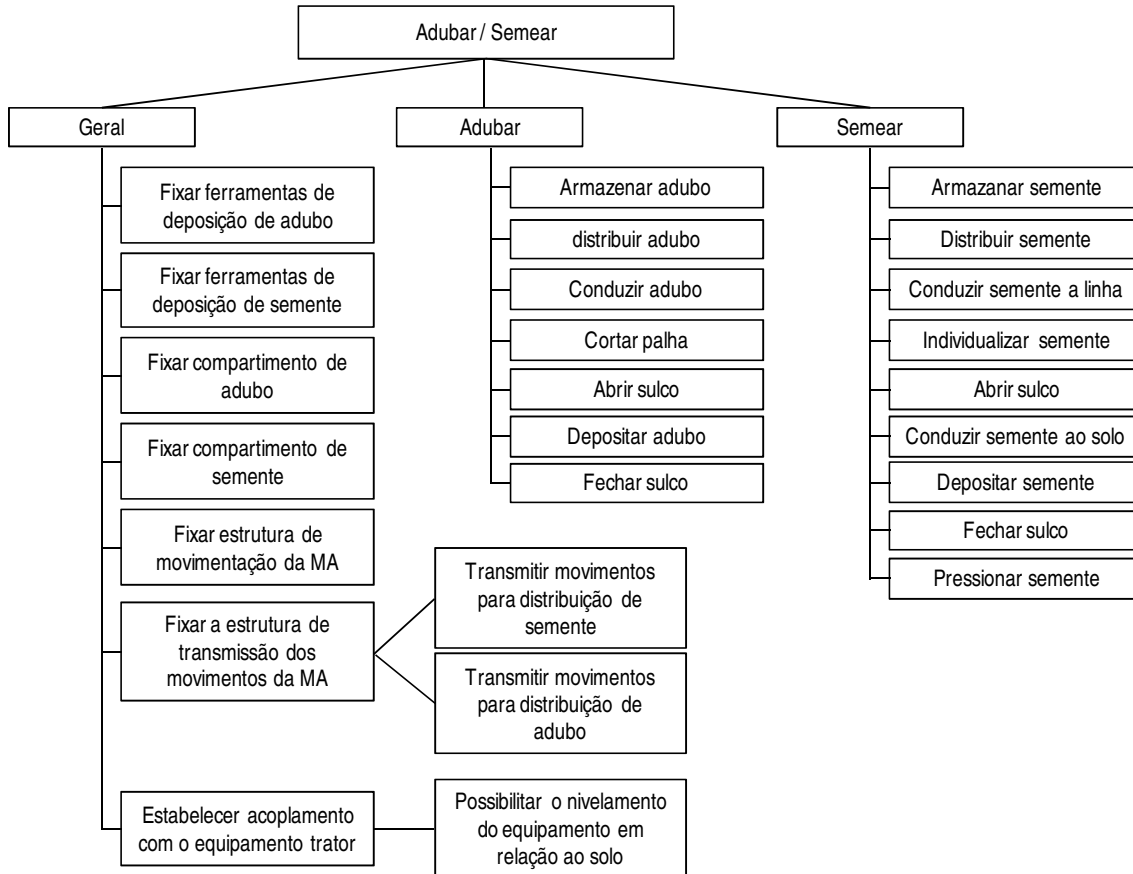 Adubar / Semear
Geral
Fixar ferramentas de
deposição de adubo
Fixar ferramentas de
deposição de semente
Fixar compartimento de
adubo
Fixar compartimento de
semente
Fixar estrutura de
movimentação da MA
Fixar a estrutura de
transmissão dos
movimentos da MA
Transmitir movimentos
para distribuição de
semente
Transmitir movimentos
para distribuição de
adubo
Estabelecer acoplamento
com o equipamento trator
Possibilitar o nivelamento
do equipamento em
relação ao solo
Adubar
Armazenar adubo
distribuir adubo
Conduzir adubo
Cortar palha
Abrir sulco
Depositar adubo
Fechar sulco
Semear
Armazanar semente
Distribuir semente
Conduzir semente a linha
Individualizar semente
Abrir sulco
Conduzir semente ao solo
Depositar semente
Fechar sulco
Pressionar semente